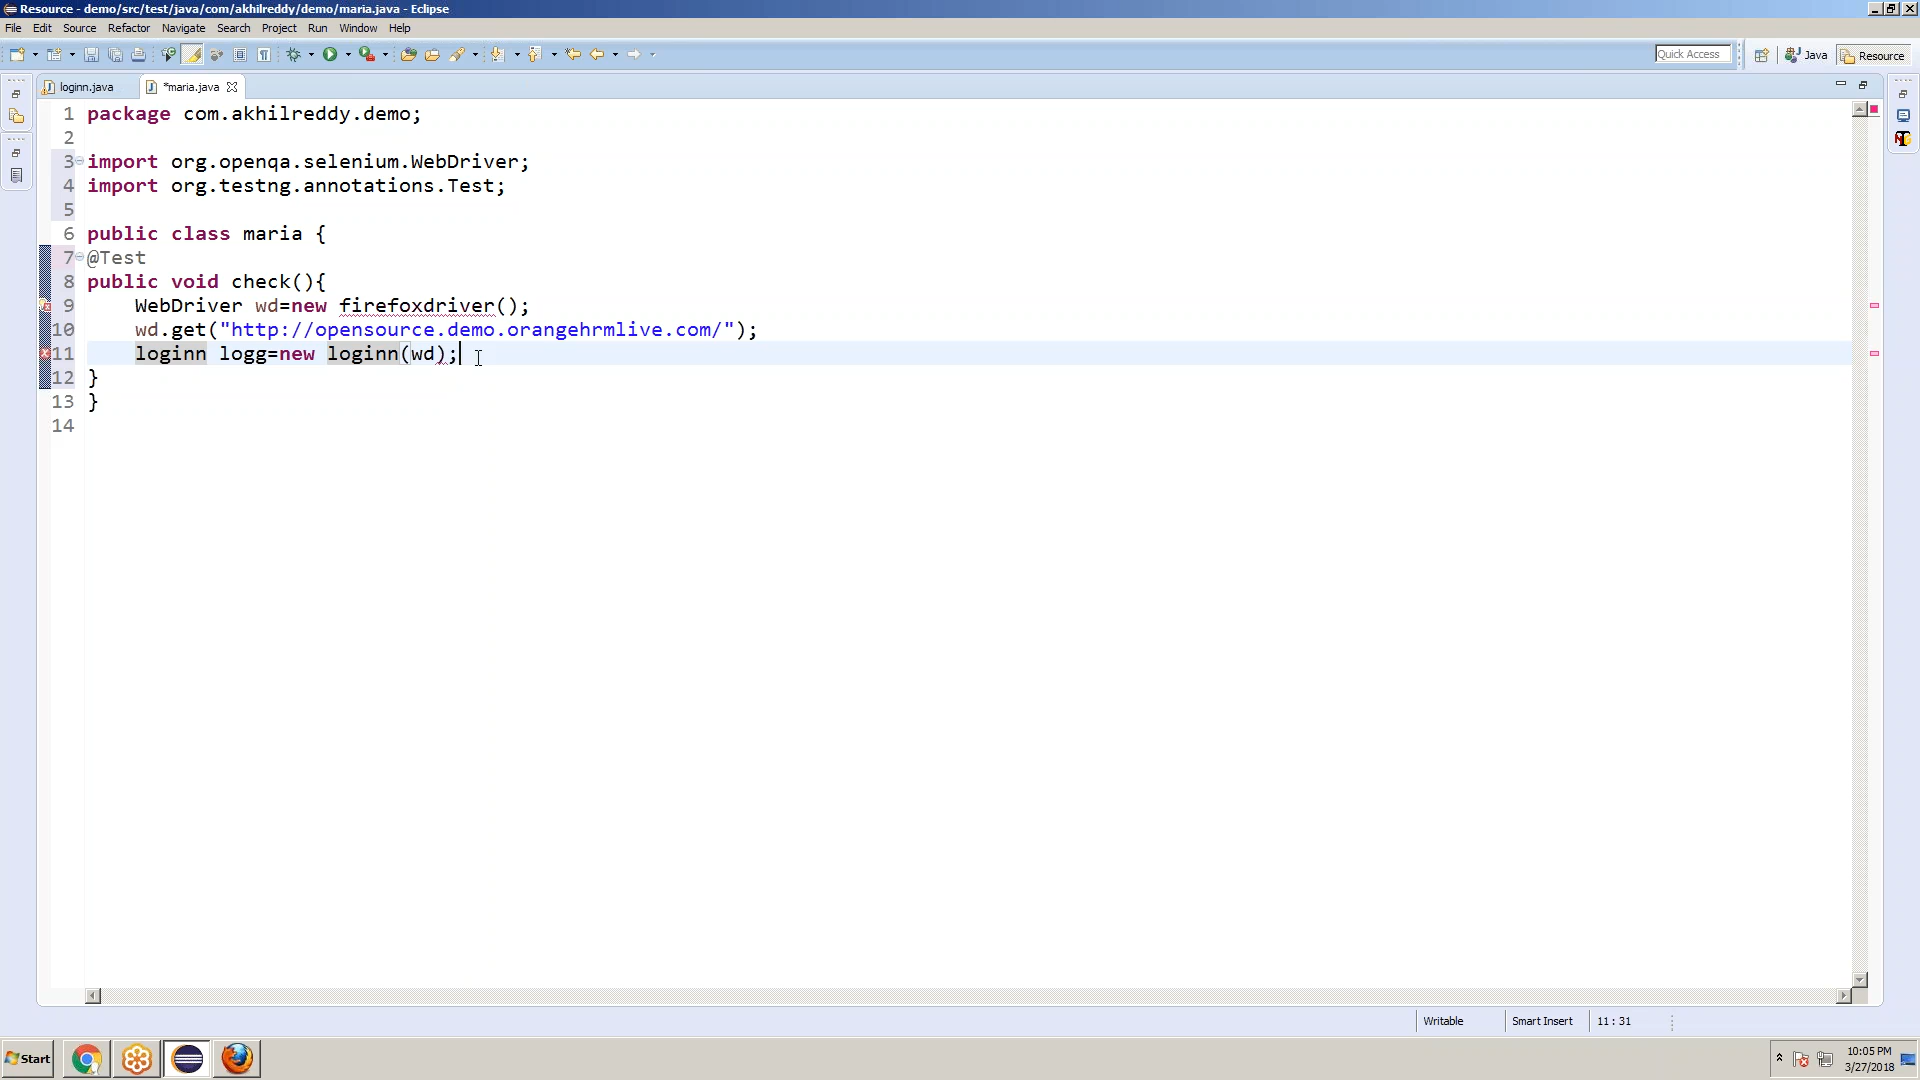 Resource - demo/src/test/java/com/akhilreddy/demo/maria.java - Eclipse
File Edit Source Refactor Navigate Search Project Run Window Help
Quick Access Java Resource
loginn.java *maria.java
1 package com.akhilreddy.demo;
2
3 import org.openqa.selenium.WebDriver;
4 import org.testng.annotations.Test;
5
6 public class maria {
7 @Test
8 public void check(){
9 WebDriver wd=new firefoxdriver();
10 wd.get("http://opensource.demo.orangehrmlive.com/");
11 loginn logg=new loginn(wd);
12 }
13 }
14
Writable Smart Insert 11 : 31
Start
10:05 PM
3/27/2018